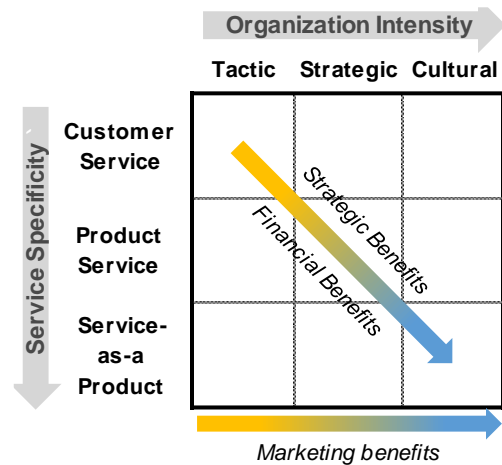 Organization Intensity
Tactic Strategic Cultural
Service Specificity
Customer
Service
Product
Service
Service-
as-a
Product
Strategic Benefits
Financial Benefits
Marketing benefits